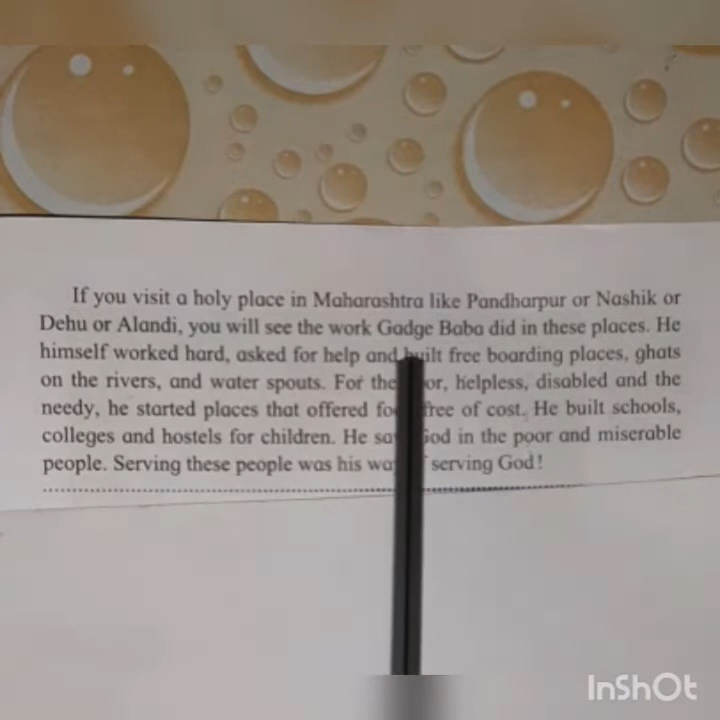 If you visit a holy place in Maharashtra like Pandharpur or Nashik or
Dehu or Alandi, you will see the work Gadge Baba did in these places. He
himself worked hard, asked for help and built free boarding places, ghats
on the rivers, and water spouts. For the helpless, disabled and the
needy, he started places that offered free of cost. He built schools,
colleges and hostels for children. He God in the poor and miserable
people. Serving these people was his serving God!
InShOt